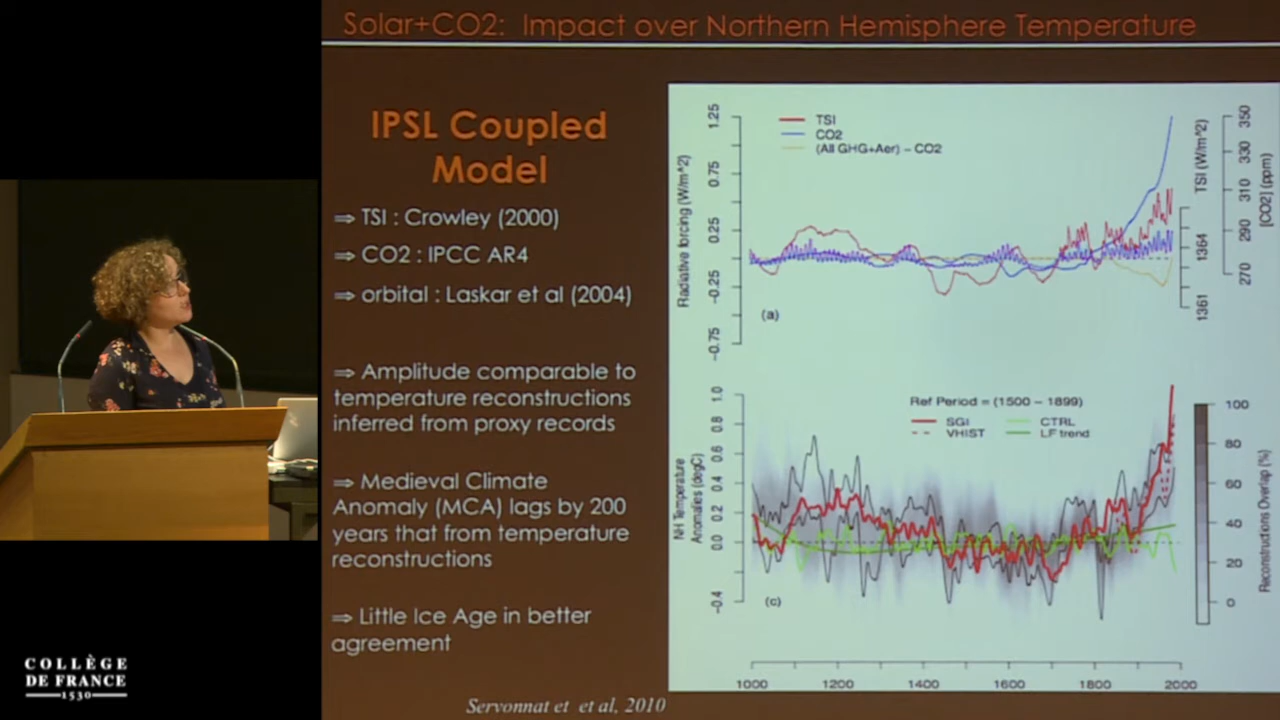 Solar+CO2: Impact over Northern Hemisphere Temperature
IPSL Coupled
Model
⇒ TSI : Crowley (2000)
⇒ CO2 : IPCC AR4
⇒ orbital : Laskar et al (2004)
⇒ Amplitude comparable to
temperature reconstructions
inferred from proxy records
⇒ Medieval Climate
Anomaly (MCA) lags by 200
years that from temperature
reconstructions
⇒ Little Ice Age in better
agreement
Servonnat et et al, 2010
TSI
CO2
(All GHG+Aer) − CO2
Radiative forcing (W/m^2)
1.25
0.75
0.25
−0.25
−0.75
(a)
TSI (W/m^2)
1364
1361
[CO2] (ppm)
350
330
310
290
270
Ref Period = (1500 − 1899)
SGI
CTRL
VHIST
LF trend
NH Temperature
Anomalies (degC)
1.0
0.8
0.6
0.4
0.2
0.0
−0.4
(c)
100
80
60
40
20
0
Reconstructions Overlap (%)
1000
1200
1400
1600
1800
2000
COLLÈGE
DE FRANCE
1530